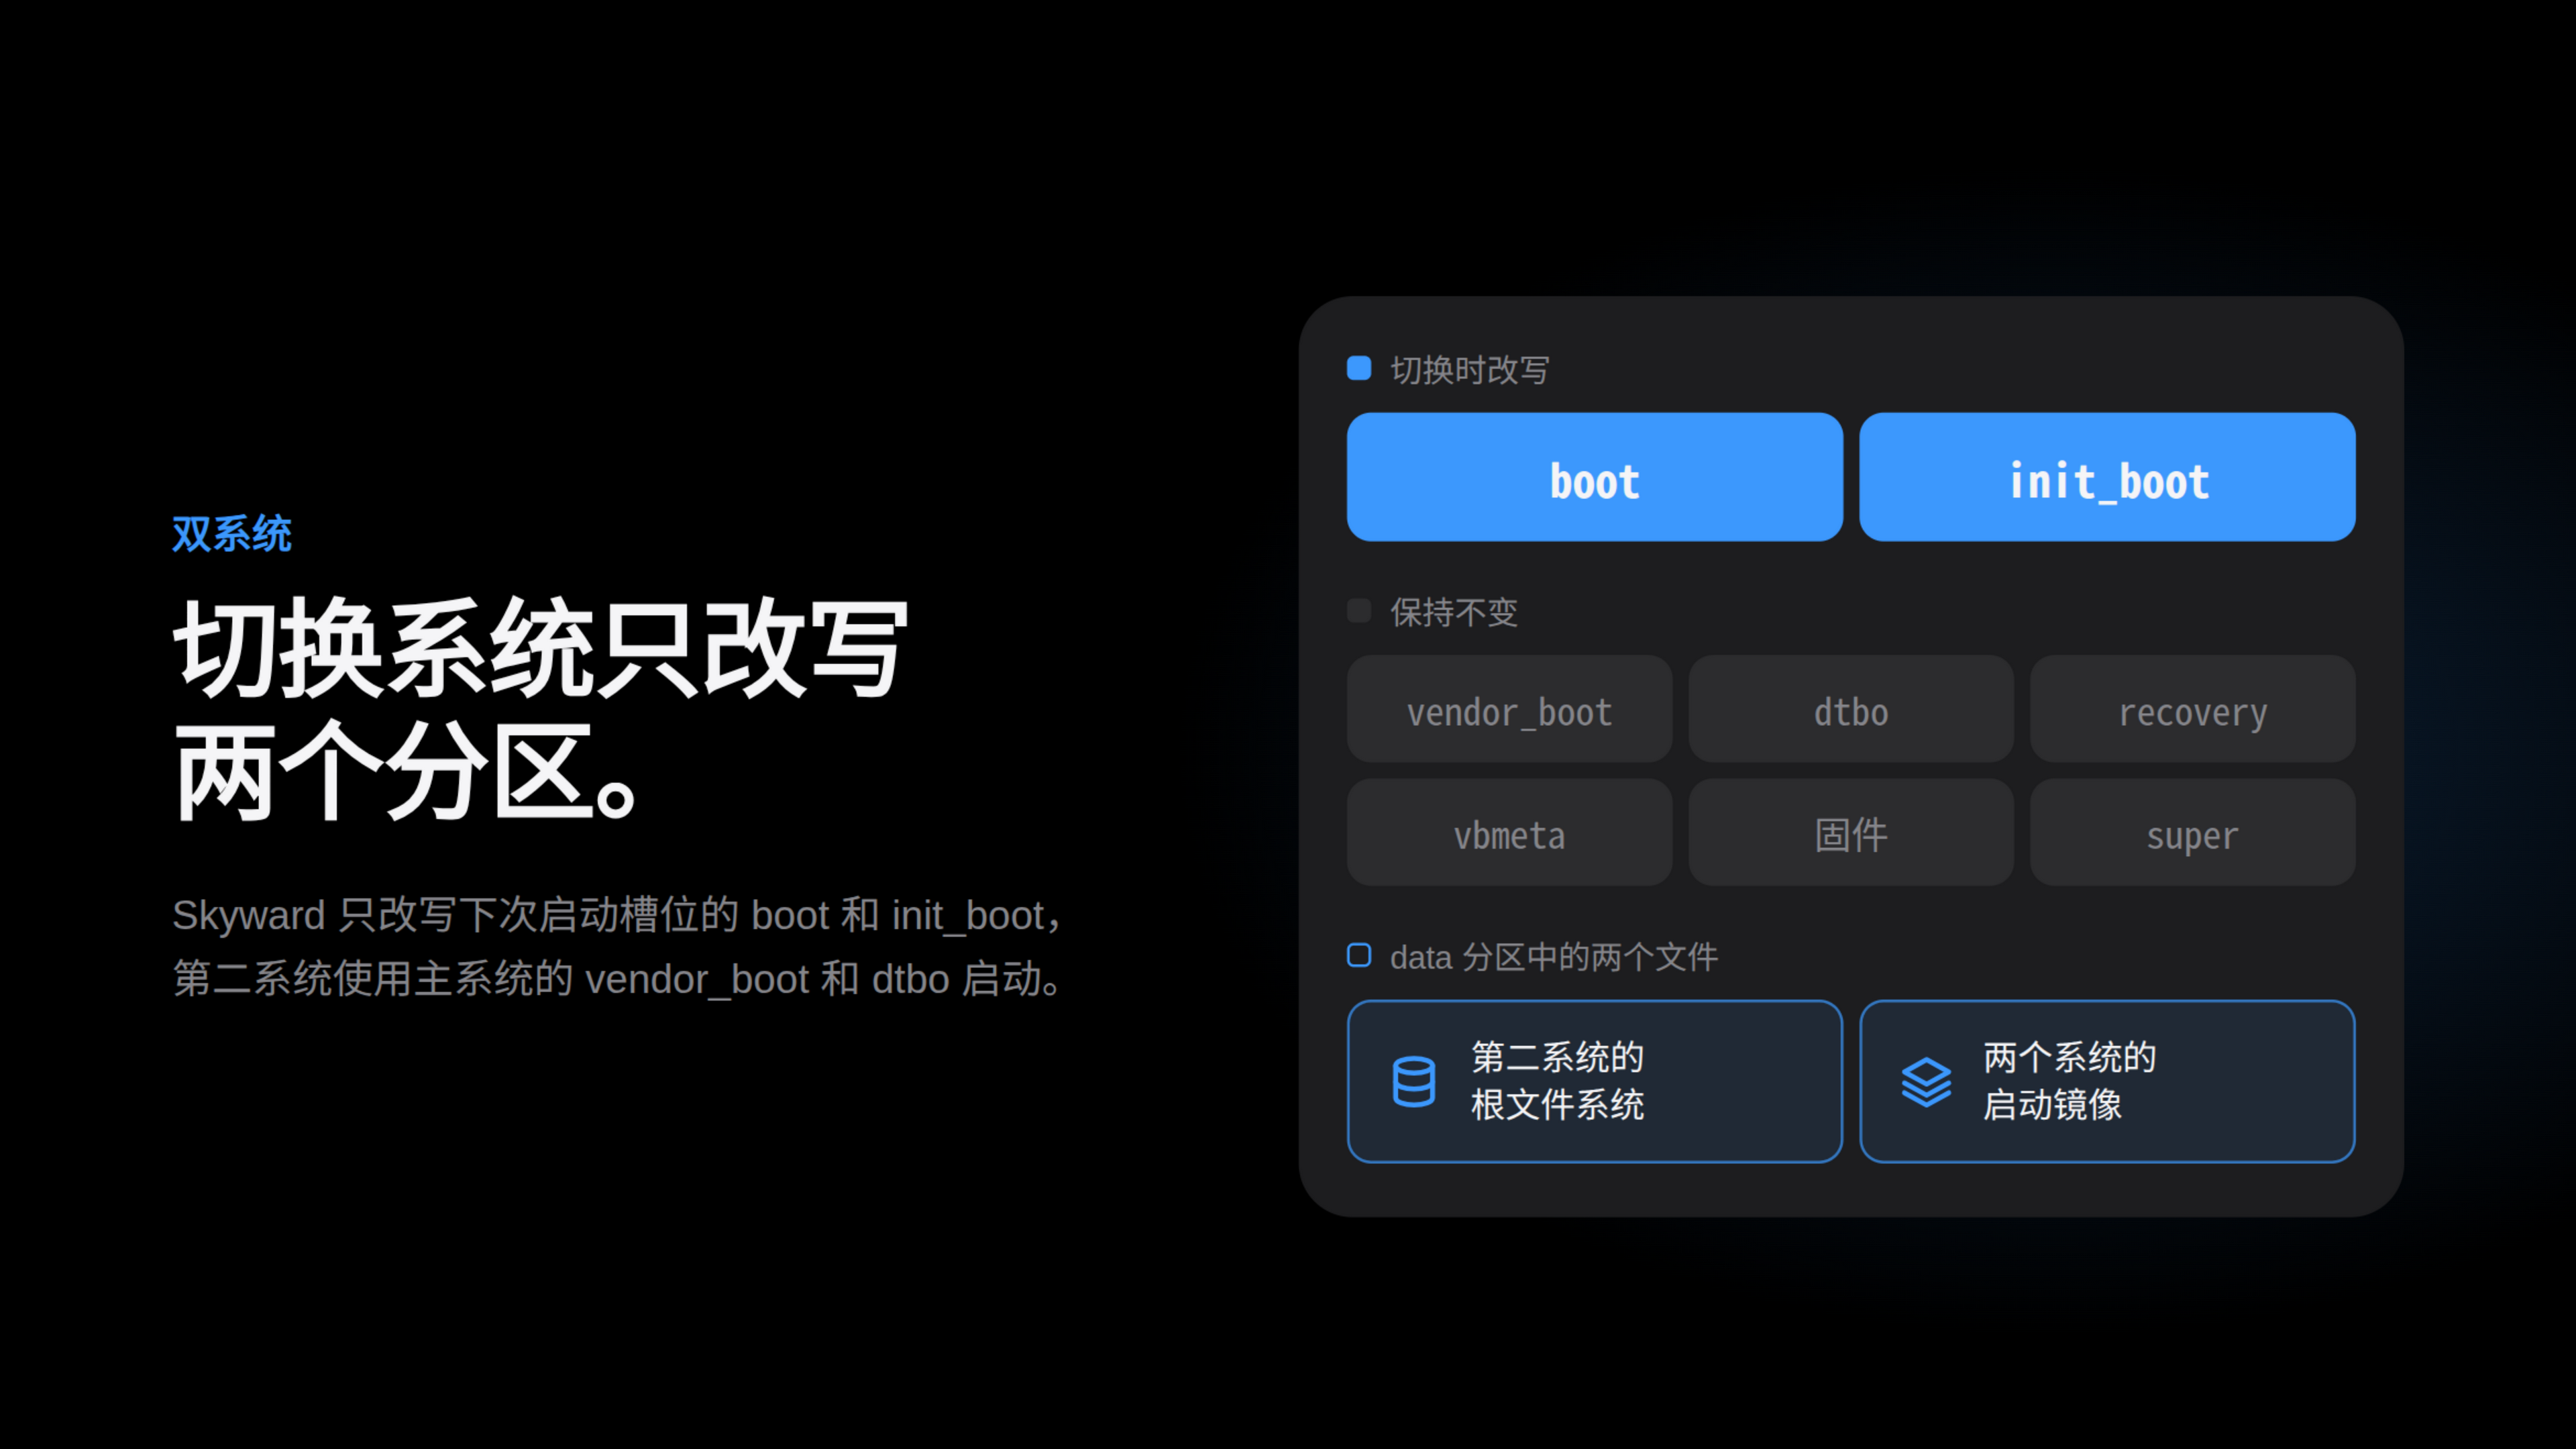 双系统
切换系统只改写
两个分区。
Skyward 只改写下次启动槽位的 boot 和 init_boot，
第二系统使用主系统的 vendor_boot 和 dtbo 启动。
切换时改写
boot
init_boot
保持不变
vendor_boot
dtbo
recovery
vbmeta
固件
super
data 分区中的两个文件
第二系统的
根文件系统
两个系统的
启动镜像